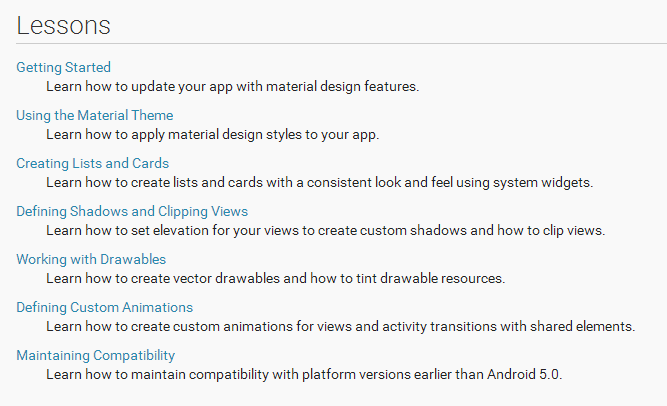 Lessons
Getting Started
Learn how to update your app with material design features.
Using the Material Theme
Learn how to apply material design styles to your app.
Creating Lists and Cards
Learn how to create lists and cards with a consistent look and feel using system widgets.
Defining Shadows and Clipping Views
Learn how to set elevation for your views to create custom shadows and how to clip views.
Working with Drawables
Learn how to create vector drawables and how to tint drawable resources.
Defining Custom Animations
Learn how to create custom animations for views and activity transitions with shared elements.
Maintaining Compatibility
Learn how to maintain compatibility with platform versions earlier than Android 5.0.